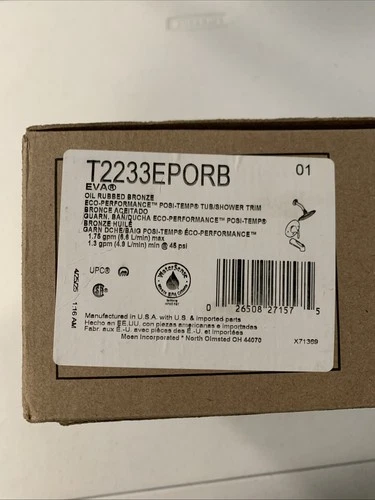 T2233EPORB 01
EVA®
OIL RUBBED BRONZE
ECO-PERFORMANCE™ POSI-TEMP® TUB/SHOWER TRIM
BRONCE ACEITADO
GUARN. BAN/DUCHA ECO-PERFORMANCE™ POSI-TEMP®
BRONZE HUILÉ
GARN DCHE/BAIG POSI-TEMP® ÉCO-PERFORMANCE™
1.75 gpm (6.6 L/min) max
1.3 gpm (4.9 L/min) min @ 45 psi
UPC®
WaterSense
0 26508 27157 5
1:16 AM
Manufactured in U.S.A. with U.S. & imported parts
Hecho en EE.UU. con piezas americanas e importadas
Fabr. aux É.-U. avec pièces des É.-U. et importées
Moen Incorporated * North Olmsted OH 44070
X71369